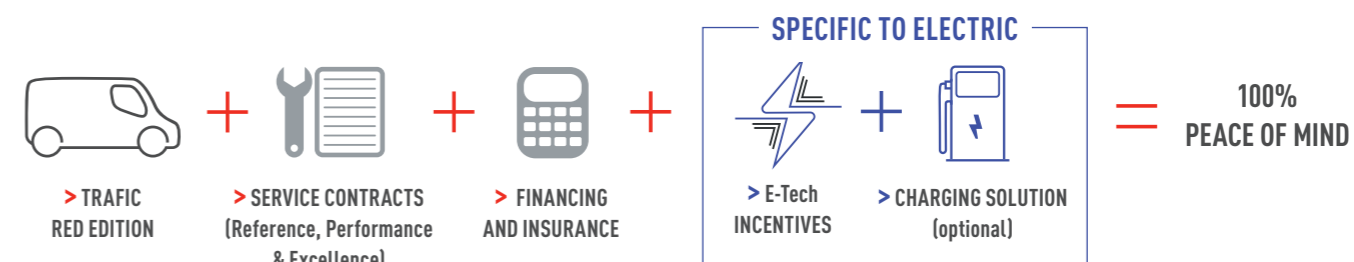 SPECIFIC TO ELECTRIC
100%
PEACE OF MIND
> TRAFIC
RED EDITION
> SERVICE CONTRACTS
(Reference, Performance
& Excellence)
> FINANCING
AND INSURANCE
> E-Tech
INCENTIVES
> CHARGING SOLUTION
(optional)